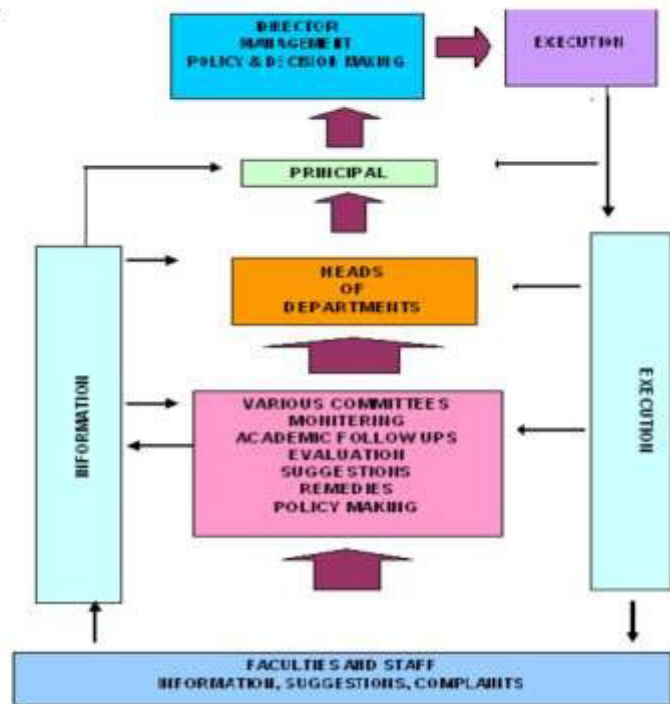 DIRECTOR
MANAGEMENT
POLICY & DECISION MAKING
EXECUTION
PRINCIPAL
HEADS
OF
DEPARTMENTS
INFORMATION
VARIOUS COMMITTEES
MONITERING
ACADEMIC FOLLOW UPS
EVALUATION
SUGGESTIONS
REMEDIES
POLICY MAKING
EXECUTION
FACULTIES AND STAFF
INFORMATION, SUGGESTIONS, COMPLAINTS